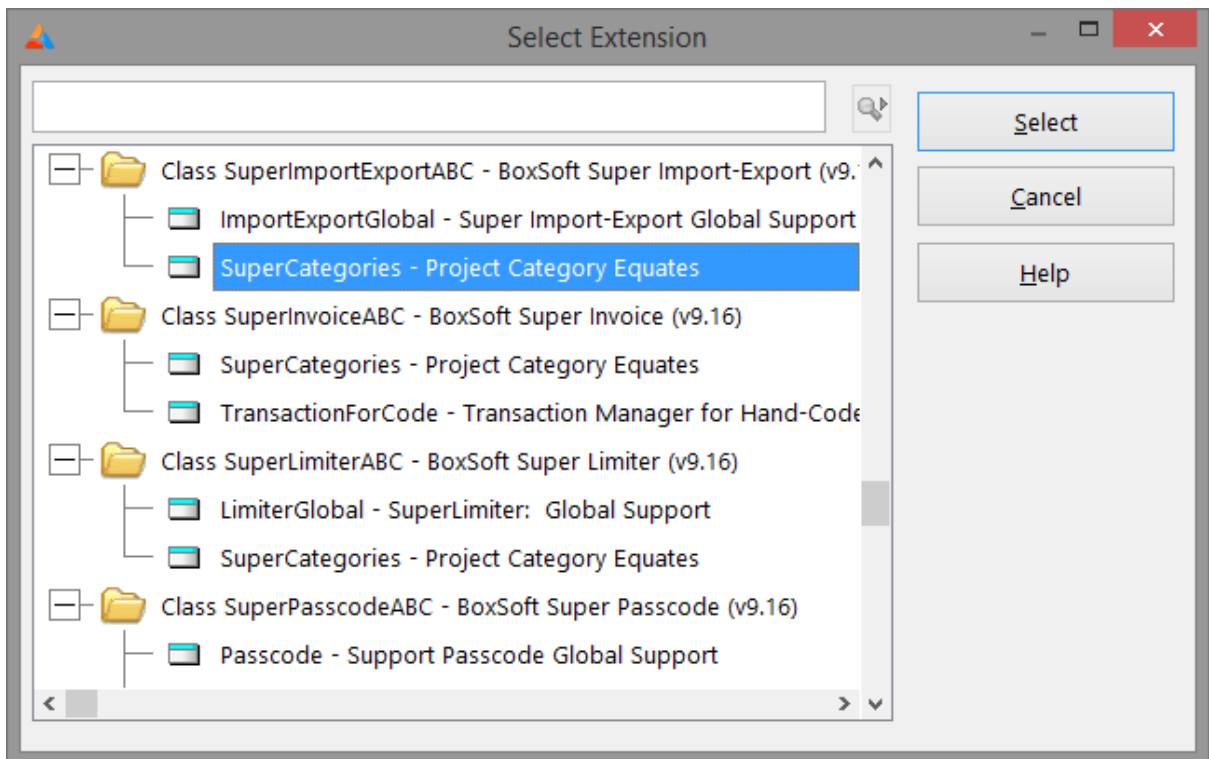 Select Extension
Select
Cancel
Help
Class SuperImportExportABC - BoxSoft Super Import-Export (v9.
ImportExportGlobal - Super Import-Export Global Support
SuperCategories - Project Category Equates
Class SuperInvoiceABC - BoxSoft Super Invoice (v9.16)
SuperCategories - Project Category Equates
TransactionForCode - Transaction Manager for Hand-Code
Class SuperLimiterABC - BoxSoft Super Limiter (v9.16)
LimiterGlobal - SuperLimiter:  Global Support
SuperCategories - Project Category Equates
Class SuperPasscodeABC - BoxSoft Super Passcode (v9.16)
Passcode - Support Passcode Global Support